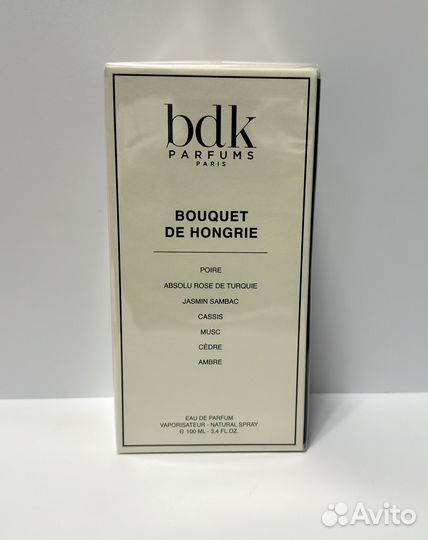 bdk
PARFUMS
PARIS
BOUQUET
DE HONGRIE
POIRE
ABSOLU ROSE DE TURQUIE
JASMIN SAMBAC
CASSIS
MUSC
CÈDRE
AMBRE
EAU DE PARFUM
VAPORISATEUR - NATURAL SPRAY
℮ 100 ML - 3,4 FL.OZ.
Avito